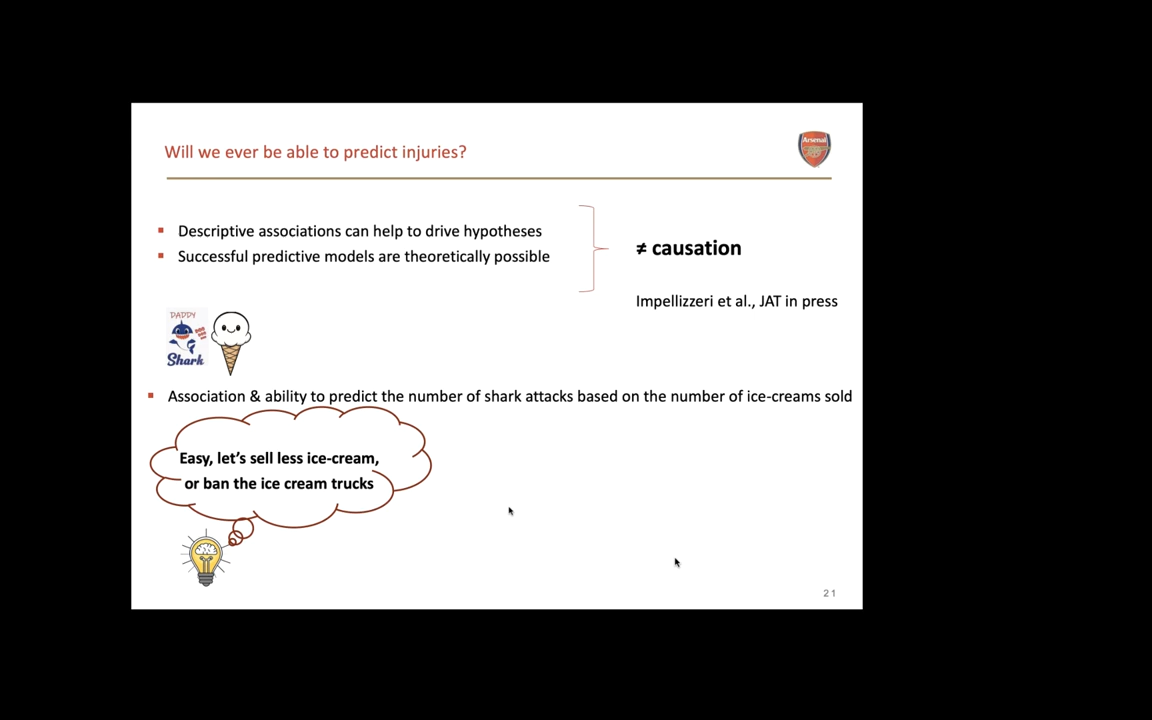 Will we ever be able to predict injuries?
Arsenal
Descriptive associations can help to drive hypotheses
Successful predictive models are theoretically possible
≠ causation
Impellizzeri et al., JAT in press
DADDY
Shark
Association & ability to predict the number of shark attacks based on the number of ice-creams sold
Easy, let's sell less ice-cream,
or ban the ice cream trucks
21